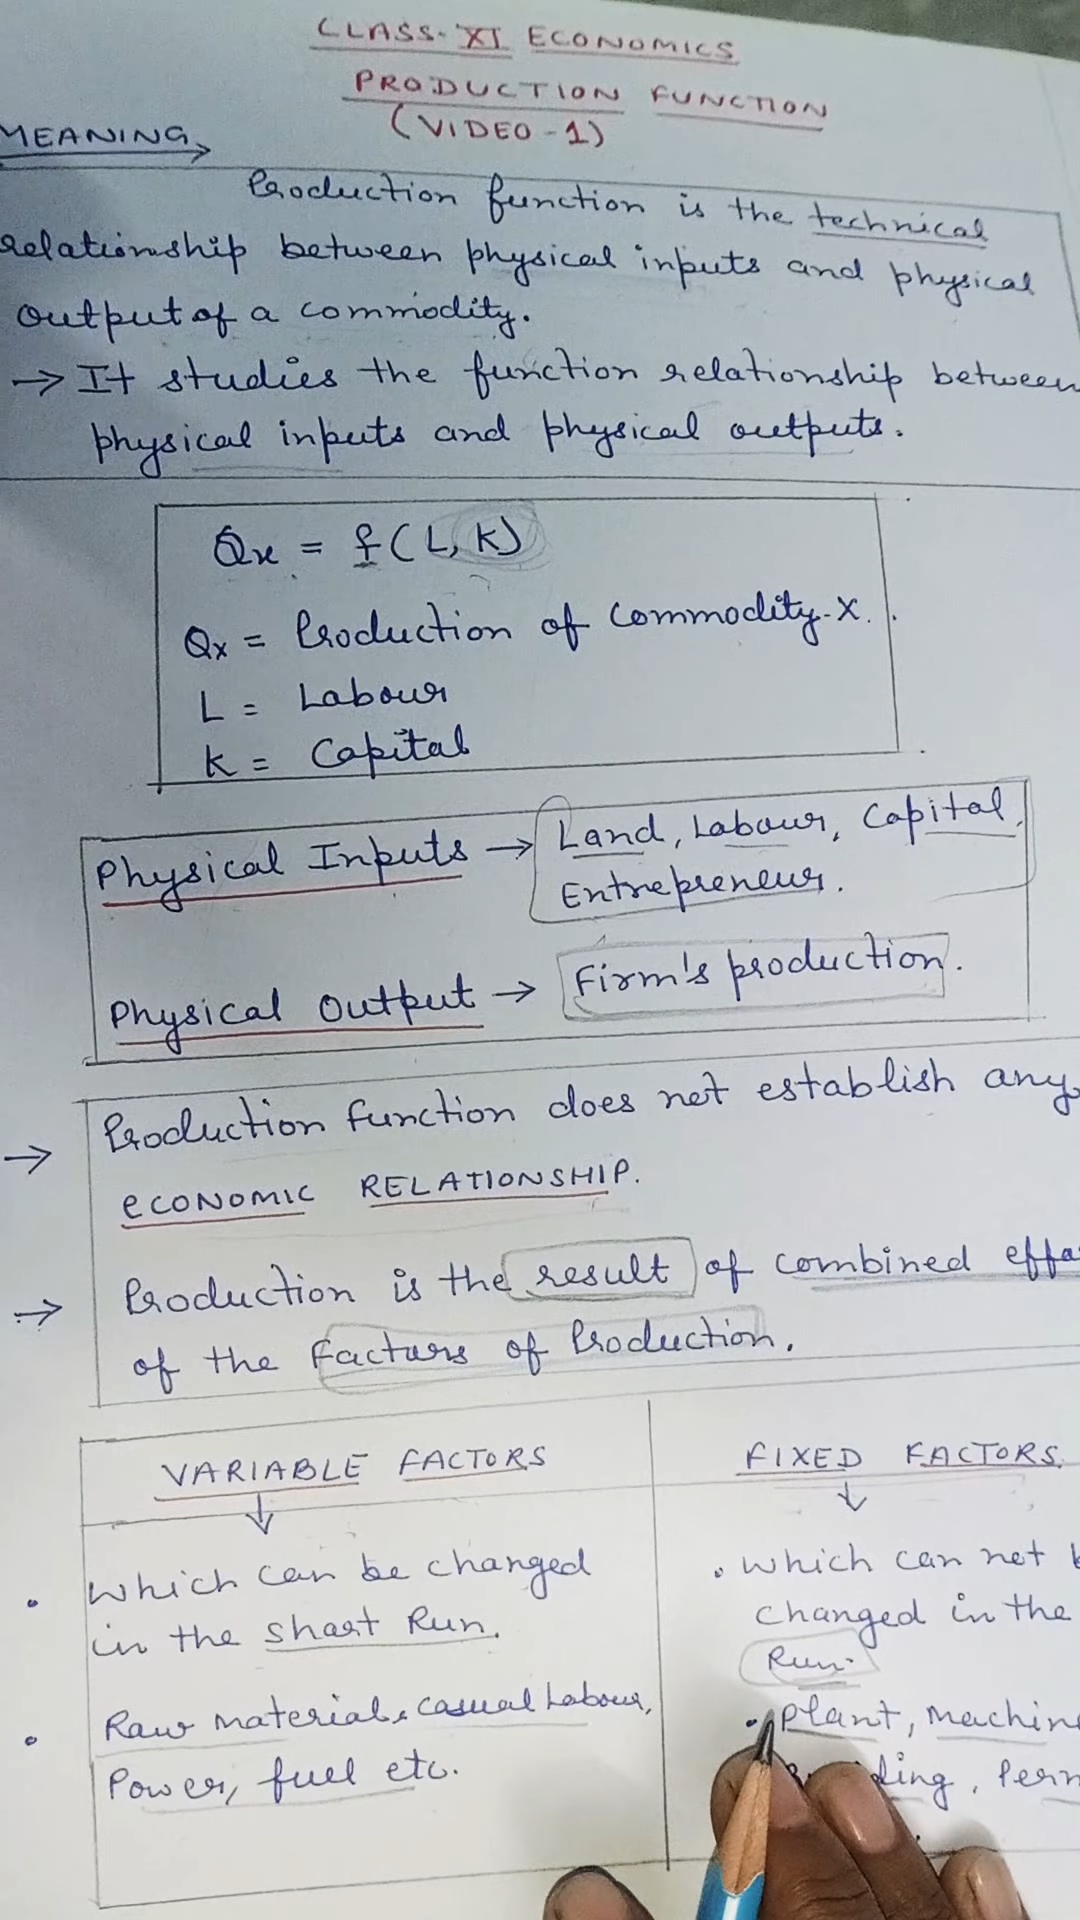 CLASS-XI ECONOMICS
PRODUCTION FUNCTION
(VIDEO-1)
MEANING
Production function is the technical
relationship between physical inputs and physical
output of a commodity.
→ It studies the function relationship between
physical inputs and physical outputs.
Qx = f(L, K)
Qx = Production of Commodity-X.
L = Labour
K = Capital
Physical Inputs → Land, Labour, Capital,
Entrepreneur.
Physical Output → Firm's production.
→ Production function does not establish any
ECONOMIC RELATIONSHIP.
→ Production is the result of combined
of the Factors of Production.
VARIABLE FACTORS
↓
• Which can be changed
in the Short Run.
• Raw material, casual Labour,
Power, fuel etc.
FIXED FACTORS.
↓
• which can not
changed in the
Run.
• Plant,